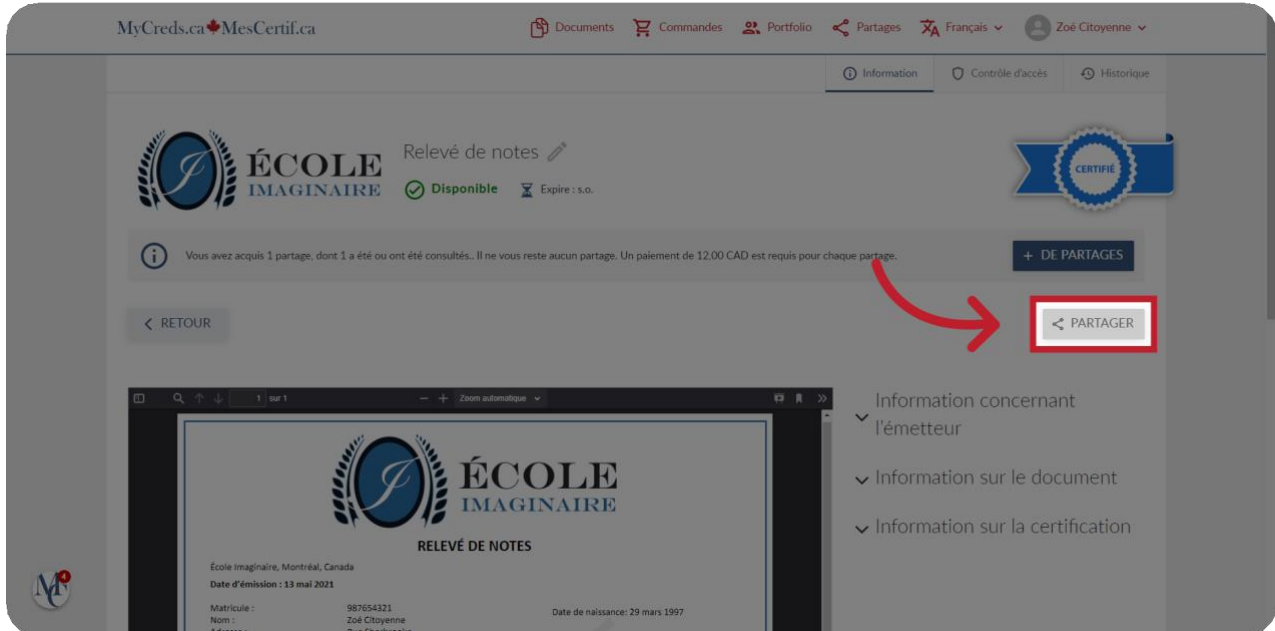 MyCreds.ca MesCertif.ca
Documents Commandes Portfolio Partages Français Zoé Citoyenne
Information Contrôle d'accès Historique
ÉCOLE
IMAGINAIRE
Relevé de notes
Disponible Expire : s.o.
CERTIFIÉ
Vous avez acquis 1 partage, dont 1 a été ou ont été consultés.. Il ne vous reste aucun partage. Un paiement de 12.00 CAD est requis pour chaque partage.
+ DE PARTAGES
RETOUR
PARTAGER
1 sur 1 Zoom automatique
ÉCOLE
IMAGINAIRE
RELEVÉ DE NOTES
École Imaginaire, Montréal, Canada
Date d'émission : 13 mai 2021
Matricule : 987654321 Date de naissance: 29 mars 1997
Nom : Zoé Citoyenne
Information concernant
l'émetteur
Information sur le document
Information sur la certification
4